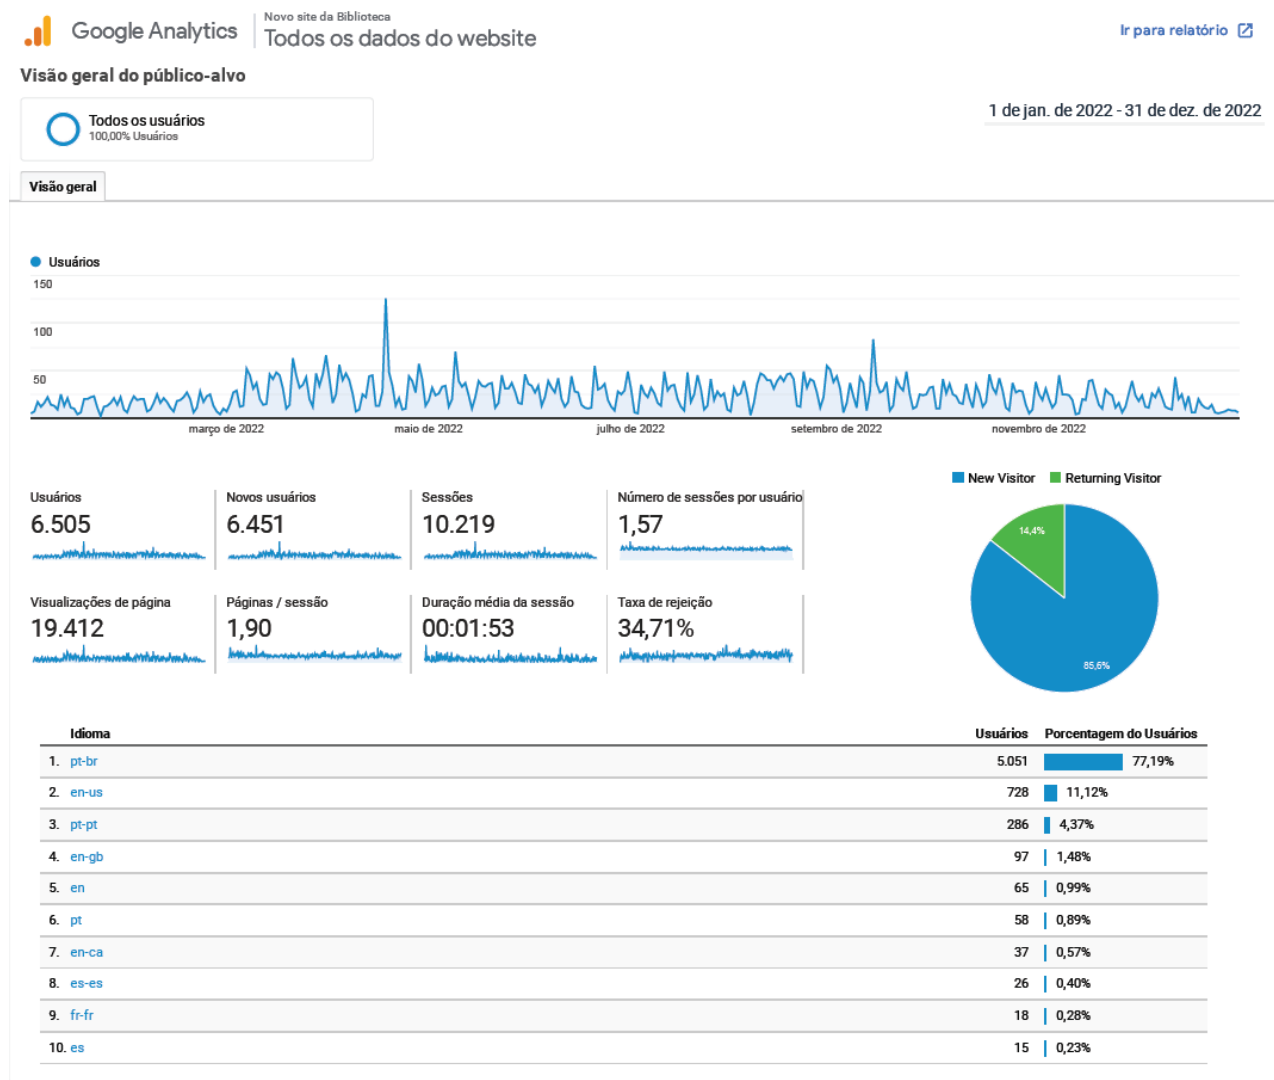 Google Analytics
Novo site da Biblioteca
Todos os dados do website
Ir para relatório
Visão geral do público-alvo
Todos os usuários
100,00% Usuários
1 de jan. de 2022 - 31 de dez. de 2022
Visão geral
Usuários
150
100
50
março de 2022
maio de 2022
julho de 2022
setembro de 2022
novembro de 2022
Usuários
6.505
Novos usuários
6.451
Sessões
10.219
Número de sessões por usuário
1,57
Visualizações de página
19.412
Páginas / sessão
1,90
Duração média da sessão
00:01:53
Taxa de rejeição
34,71%
New Visitor
Returning Visitor
14,4%
85,6%
Idioma Usuários Porcentagem do Usuários
1. pt-br 5.051 77,19%
2. en-us 728 11,12%
3. pt-pt 286 4,37%
4. en-gb 97 1,48%
5. en 65 0,99%
6. pt 58 0,89%
7. en-ca 37 0,57%
8. es-es 26 0,40%
9. fr-fr 18 0,28%
10. es 15 0,23%